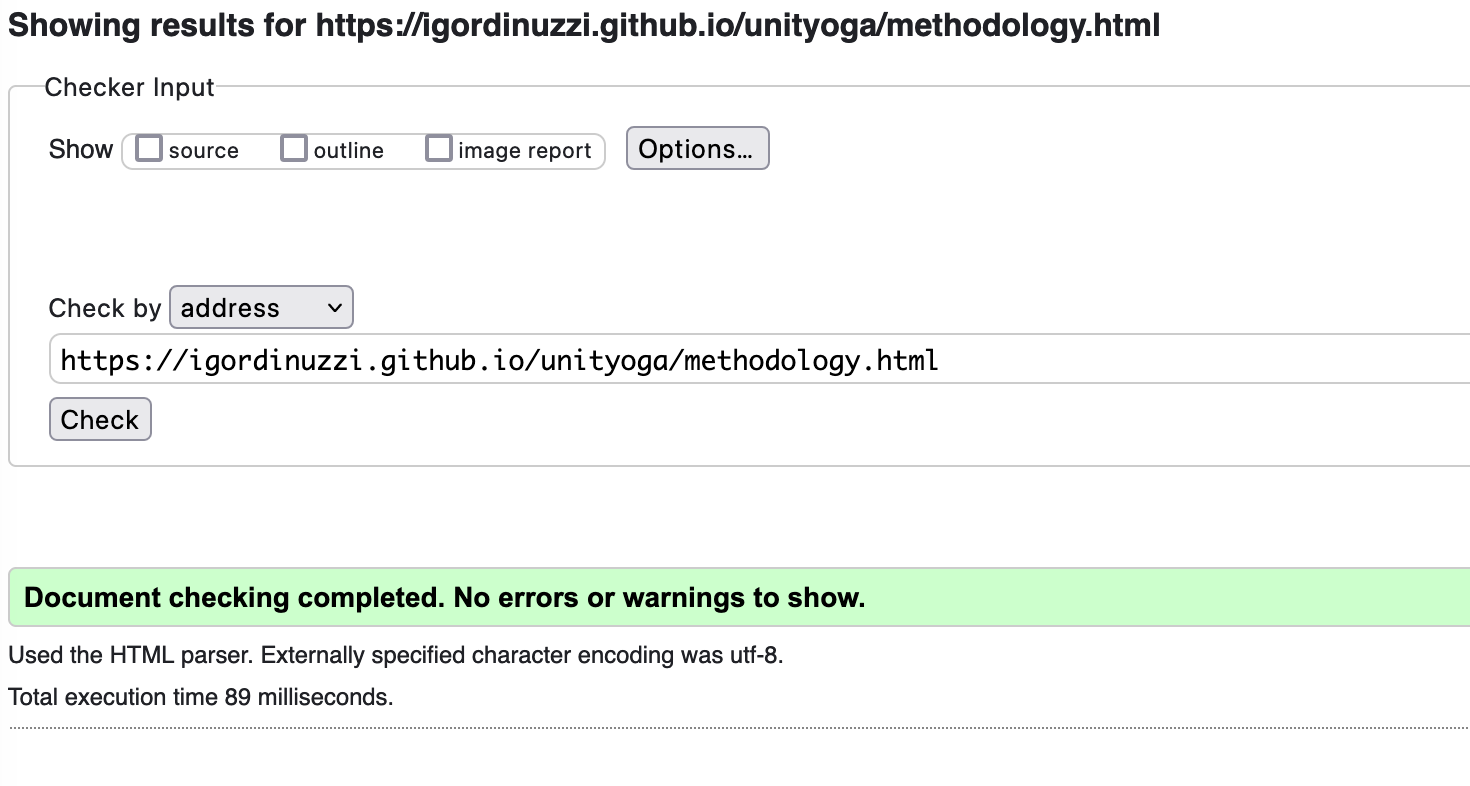 Showing results for https://igordinuzzi.github.io/unityoga/methodology.html
Checker Input
Show source outline image report Options...
Check by address
https://igordinuzzi.github.io/unityoga/methodology.html
Check
Document checking completed. No errors or warnings to show.
Used the HTML parser. Externally specified character encoding was utf-8.
Total execution time 89 milliseconds.